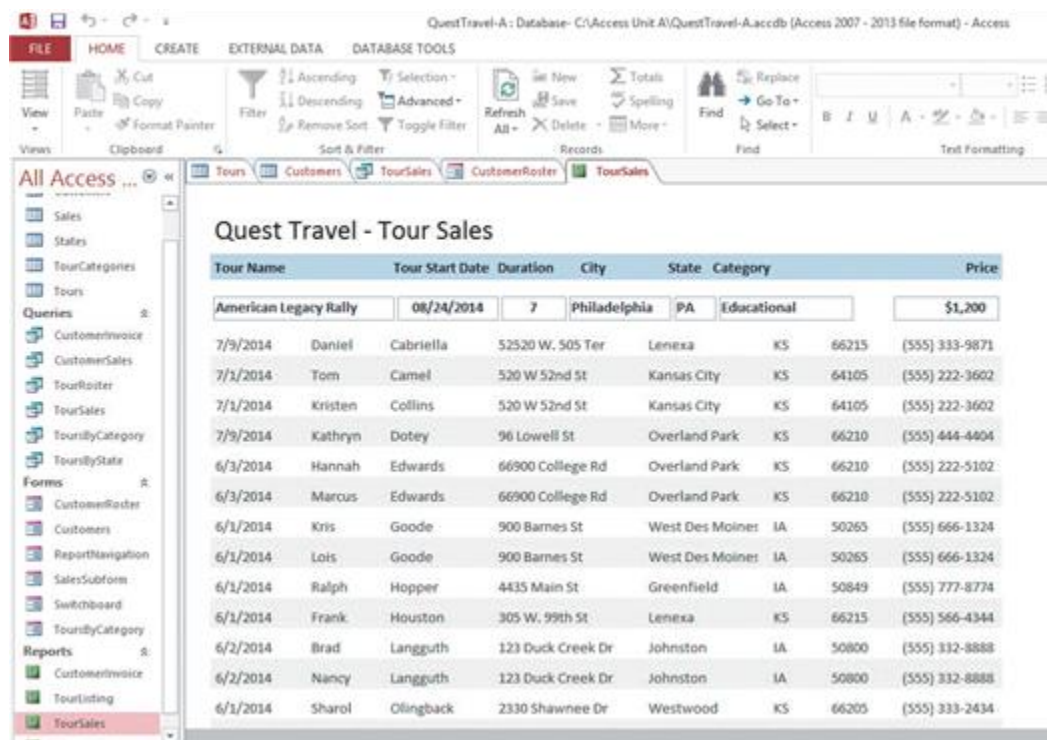 QuestTravel-A : Database- C:\Access Unit A\QuestTravel-A.accdb (Access 2007 - 2013 file format) - Access
FILE HOME CREATE EXTERNAL DATA DATABASE TOOLS
View
Paste
Cut
Copy
Format Painter
Filter
Ascending
Descending
Remove Sort
Selection
Advanced
Toggle Filter
Refresh
All
New
Save
Delete
Totals
Spelling
More
Find
Replace
Go To
Select
B I U A
Views Clipboard Sort & Filter Records Find Text Formatting
All Access ...
Sales
States
TourCategories
Tours
Queries
CustomerInvoice
CustomerSales
TourRoster
TourSales
ToursByCategory
ToursByState
Forms
CustomerRoster
Customers
ReportNavigation
SalesSubform
Switchboard
ToursByCategory
Reports
CustomerInvoice
TourListing
TourSales
Tours Customers TourSales CustomerRoster TourSales
Quest Travel - Tour Sales
Tour Name Tour Start Date Duration City State Category Price
American Legacy Rally 08/24/2014 7 Philadelphia PA Educational $1,200
7/9/2014 Daniel Cabriella 52520 W. 505 Ter Lenexa KS 66215 (555) 333-9871
7/1/2014 Tom Camel 520 W 52nd St Kansas City KS 64105 (555) 222-3602
7/1/2014 Kristen Collins 520 W 52nd St Kansas City KS 64105 (555) 222-3602
7/9/2014 Kathryn Dotey 96 Lowell St Overland Park KS 66210 (555) 444-4404
6/3/2014 Hannah Edwards 66900 College Rd Overland Park KS 66210 (555) 222-5102
6/3/2014 Marcus Edwards 66900 College Rd Overland Park KS 66210 (555) 222-5102
6/1/2014 Kris Goode 900 Barnes St West Des Moines IA 50265 (555) 666-1324
6/1/2014 Lois Goode 900 Barnes St West Des Moines IA 50265 (555) 666-1324
6/1/2014 Ralph Hopper 4435 Main St Greenfield IA 50849 (555) 777-8774
6/1/2014 Frank Houston 305 W. 99th St Lenexa KS 66215 (555) 566-4344
6/2/2014 Brad Langguth 123 Duck Creek Dr Johnston IA 50800 (555) 332-8888
6/2/2014 Nancy Langguth 123 Duck Creek Dr Johnston IA 50800 (555) 332-8888
6/1/2014 Sharol Olingback 2330 Shawnee Dr Westwood KS 66205 (555) 333-2434